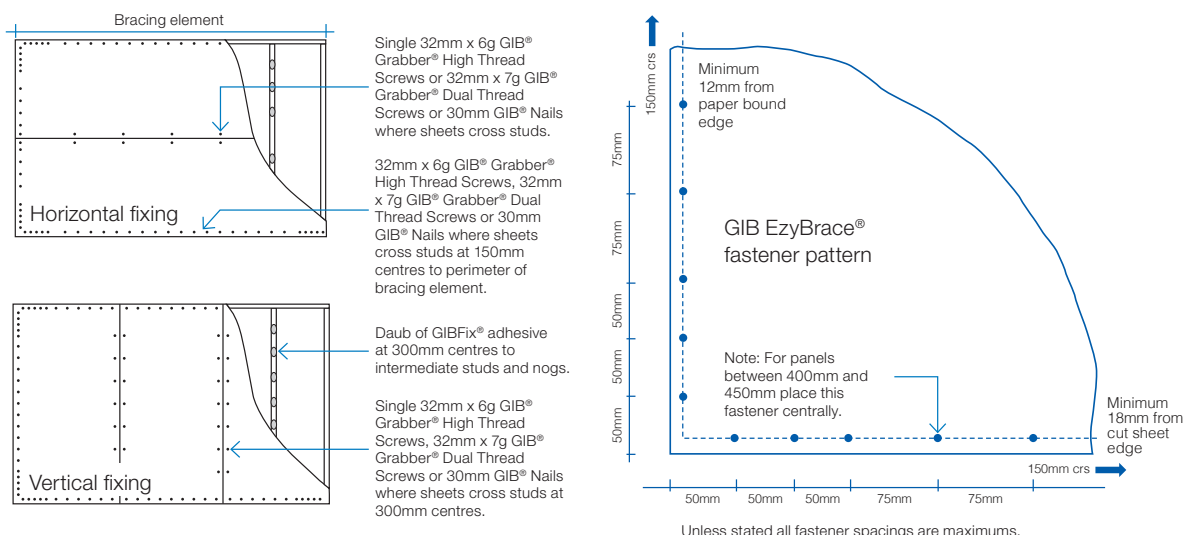 Bracing element
Single 32mm x 6g GIB®
Grabber® High Thread
Screws or 32mm x 7g GIB®
Grabber® Dual Thread
Screws or 30mm GIB® Nails
where sheets cross studs.
32mm x 6g GIB® Grabber®
High Thread Screws, 32mm
x 7g GIB® Grabber® Dual
Thread Screws or 30mm
GIB® Nails where sheets
cross studs at 150mm
centres to perimeter of
bracing element.
Horizontal fixing
Daub of GIBFix® adhesive
at 300mm centres to
intermediate studs and nogs.
Single 32mm x 6g GIB®
Grabber® High Thread
Screws, 32mm x 7g GIB®
Grabber® Dual Thread
Screws or 30mm GIB® Nails
where sheets cross studs at
300mm centres.
Vertical fixing
150mm crs
75mm
75mm
50mm
50mm
50mm
Minimum
12mm from
paper bound
edge
GIB EzyBrace®
fastener pattern
Note: For panels
between 400mm and
450mm place this
fastener centrally.
Minimum
18mm from
cut sheet
edge
150mm crs
50mm
50mm
50mm
75mm
75mm
Unless stated all fastener spacings are maximums.